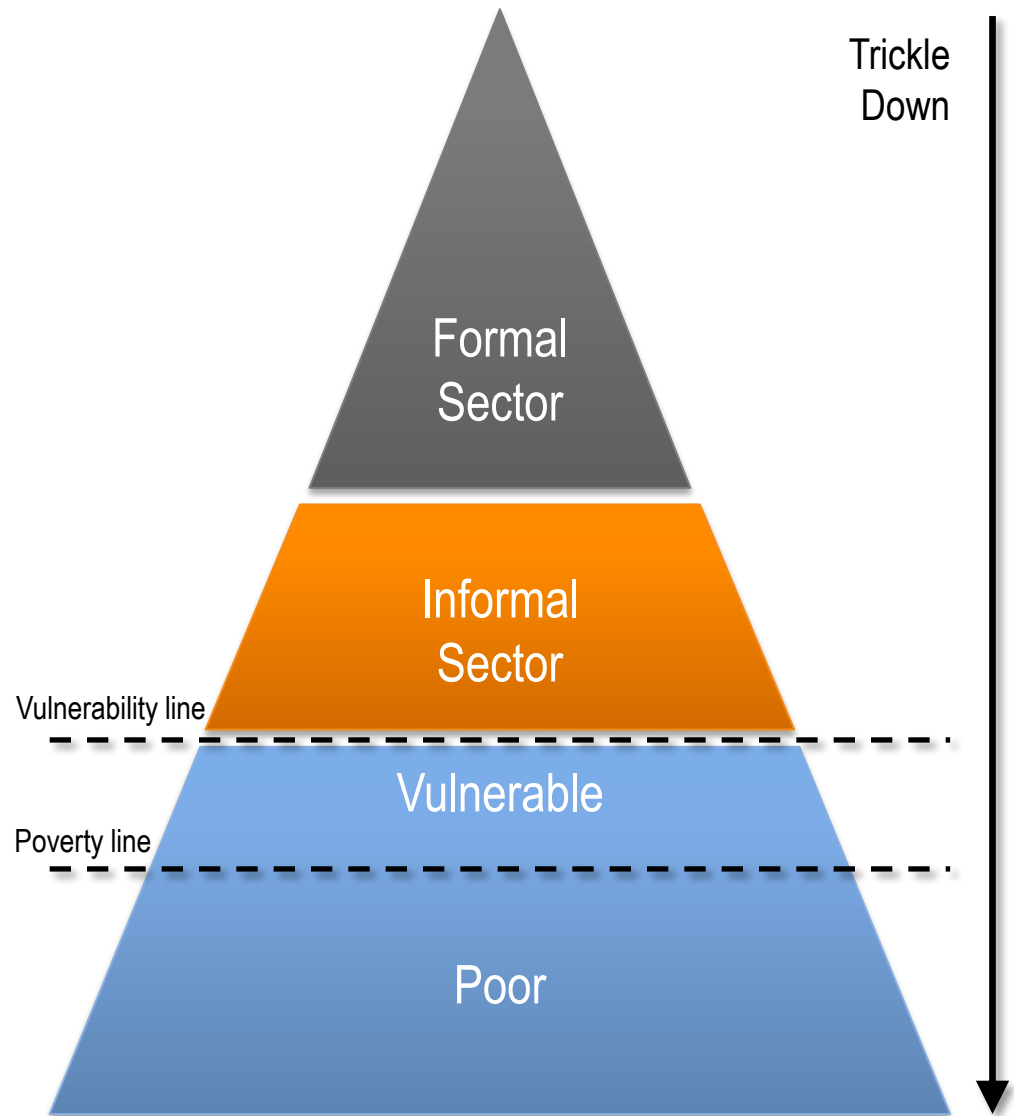 Trickle
Down
Formal
Sector
Informal
Sector
Vulnerability line
Vulnerable
Poverty line
Poor